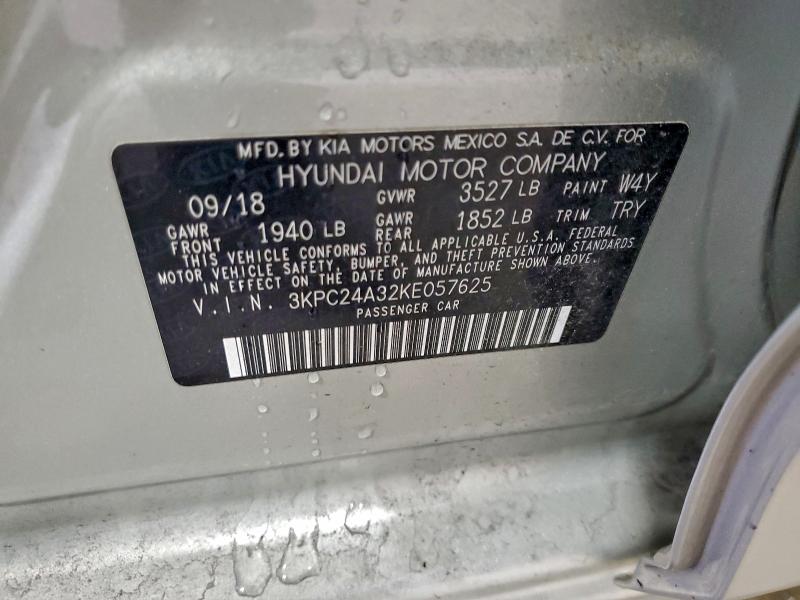 MFD. BY KIA MOTORS MEXICO S.A. DE C.V. FOR
HYUNDAI MOTOR COMPANY
09/18 GVWR 3527 LB PAINT W4Y
GAWR FRONT 1940 LB GAWR REAR 1852 LB TRIM TRY
THIS VEHICLE CONFORMS TO ALL APPLICABLE U.S.A. FEDERAL
MOTOR VEHICLE SAFETY, BUMPER, AND THEFT PREVENTION STANDARDS
IN EFFECT ON THE DATE OF MANUFACTURE SHOWN ABOVE.
V.I.N. 3KPC24A32KE057625
PASSENGER CAR